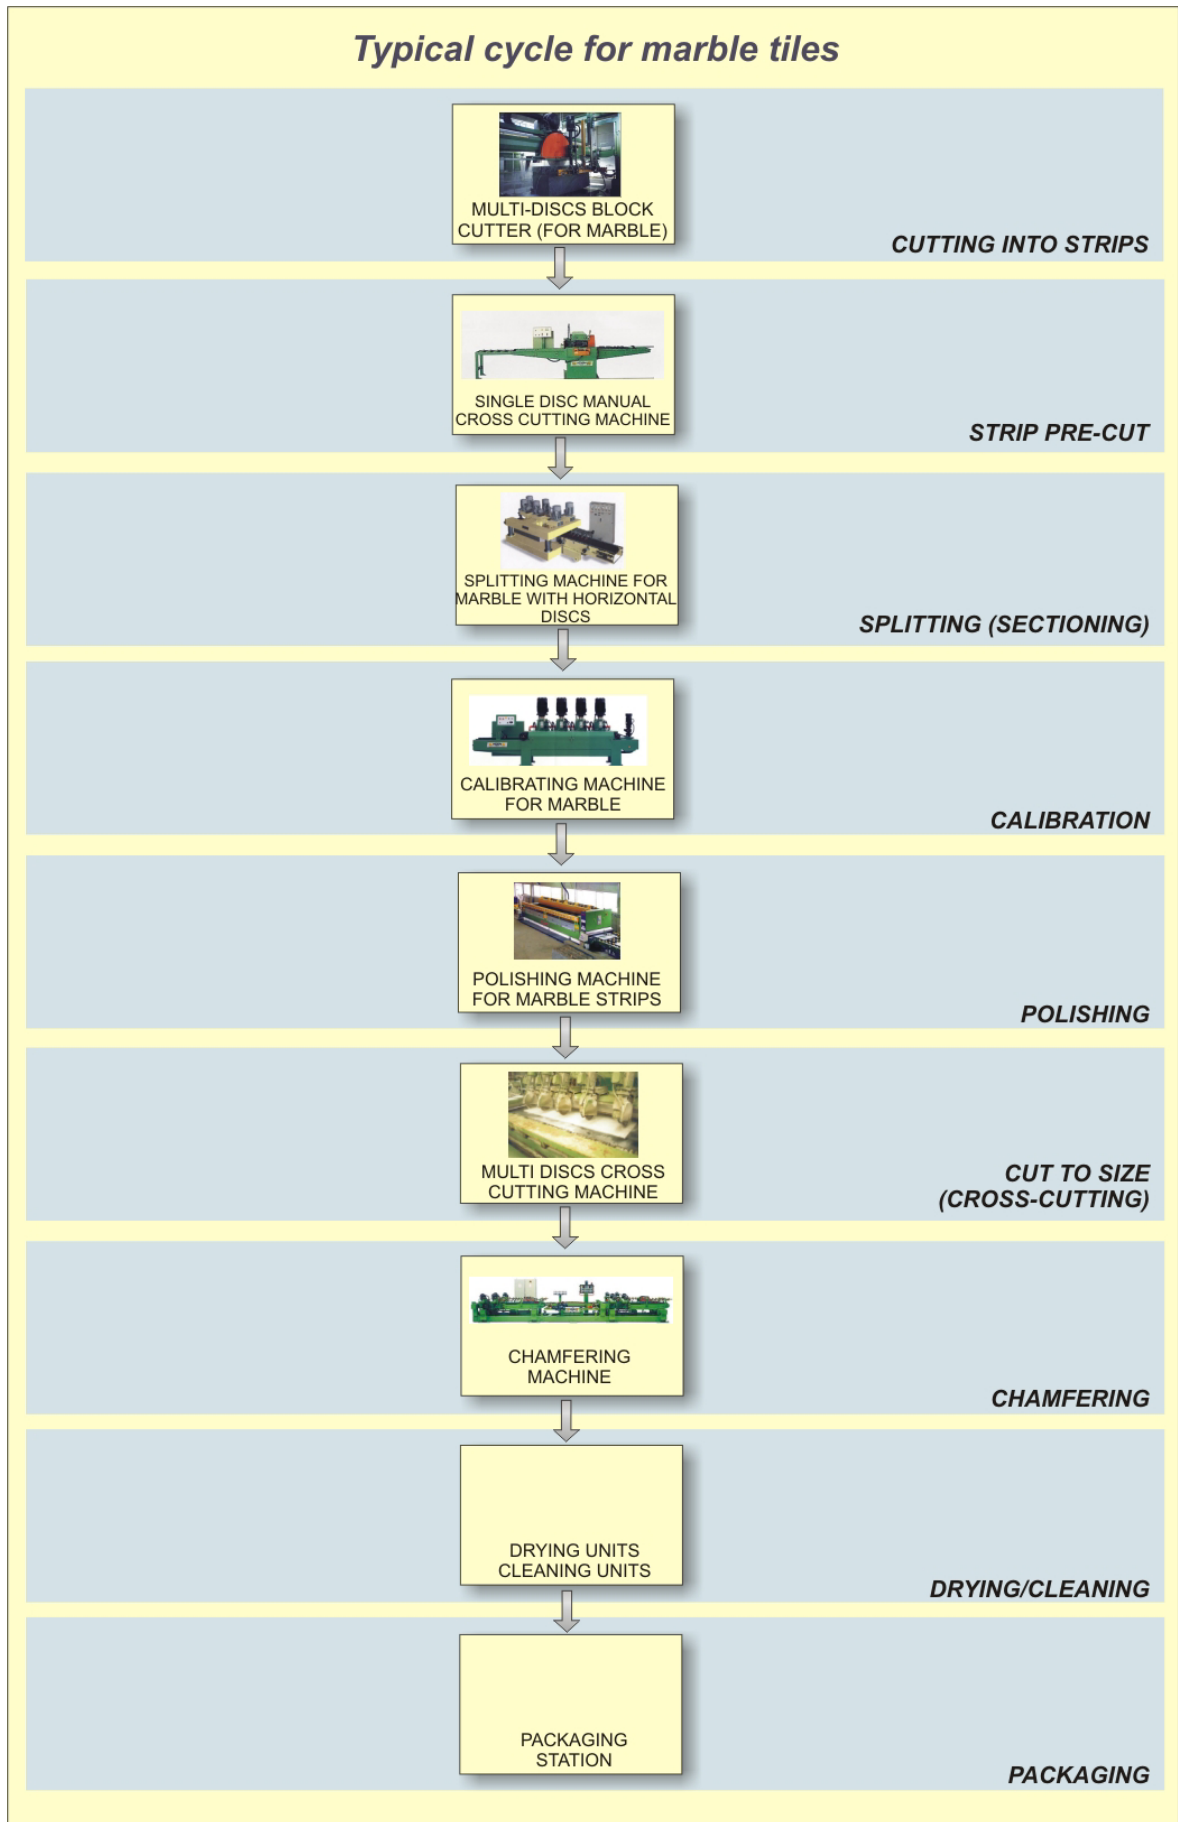 Typical cycle for marble tiles
MULTI-DISCS BLOCK
CUTTER (FOR MARBLE)
CUTTING INTO STRIPS
SINGLE DISC MANUAL
CROSS CUTTING MACHINE
STRIP PRE-CUT
SPLITTING MACHINE FOR
MARBLE WITH HORIZONTAL
DISCS
SPLITTING (SECTIONING)
CALIBRATING MACHINE
FOR MARBLE
CALIBRATION
POLISHING MACHINE
FOR MARBLE STRIPS
POLISHING
MULTI DISCS CROSS
CUTTING MACHINE
CUT TO SIZE
(CROSS-CUTTING)
CHAMFERING
MACHINE
CHAMFERING
DRYING UNITS
CLEANING UNITS
DRYING/CLEANING
PACKAGING
STATION
PACKAGING